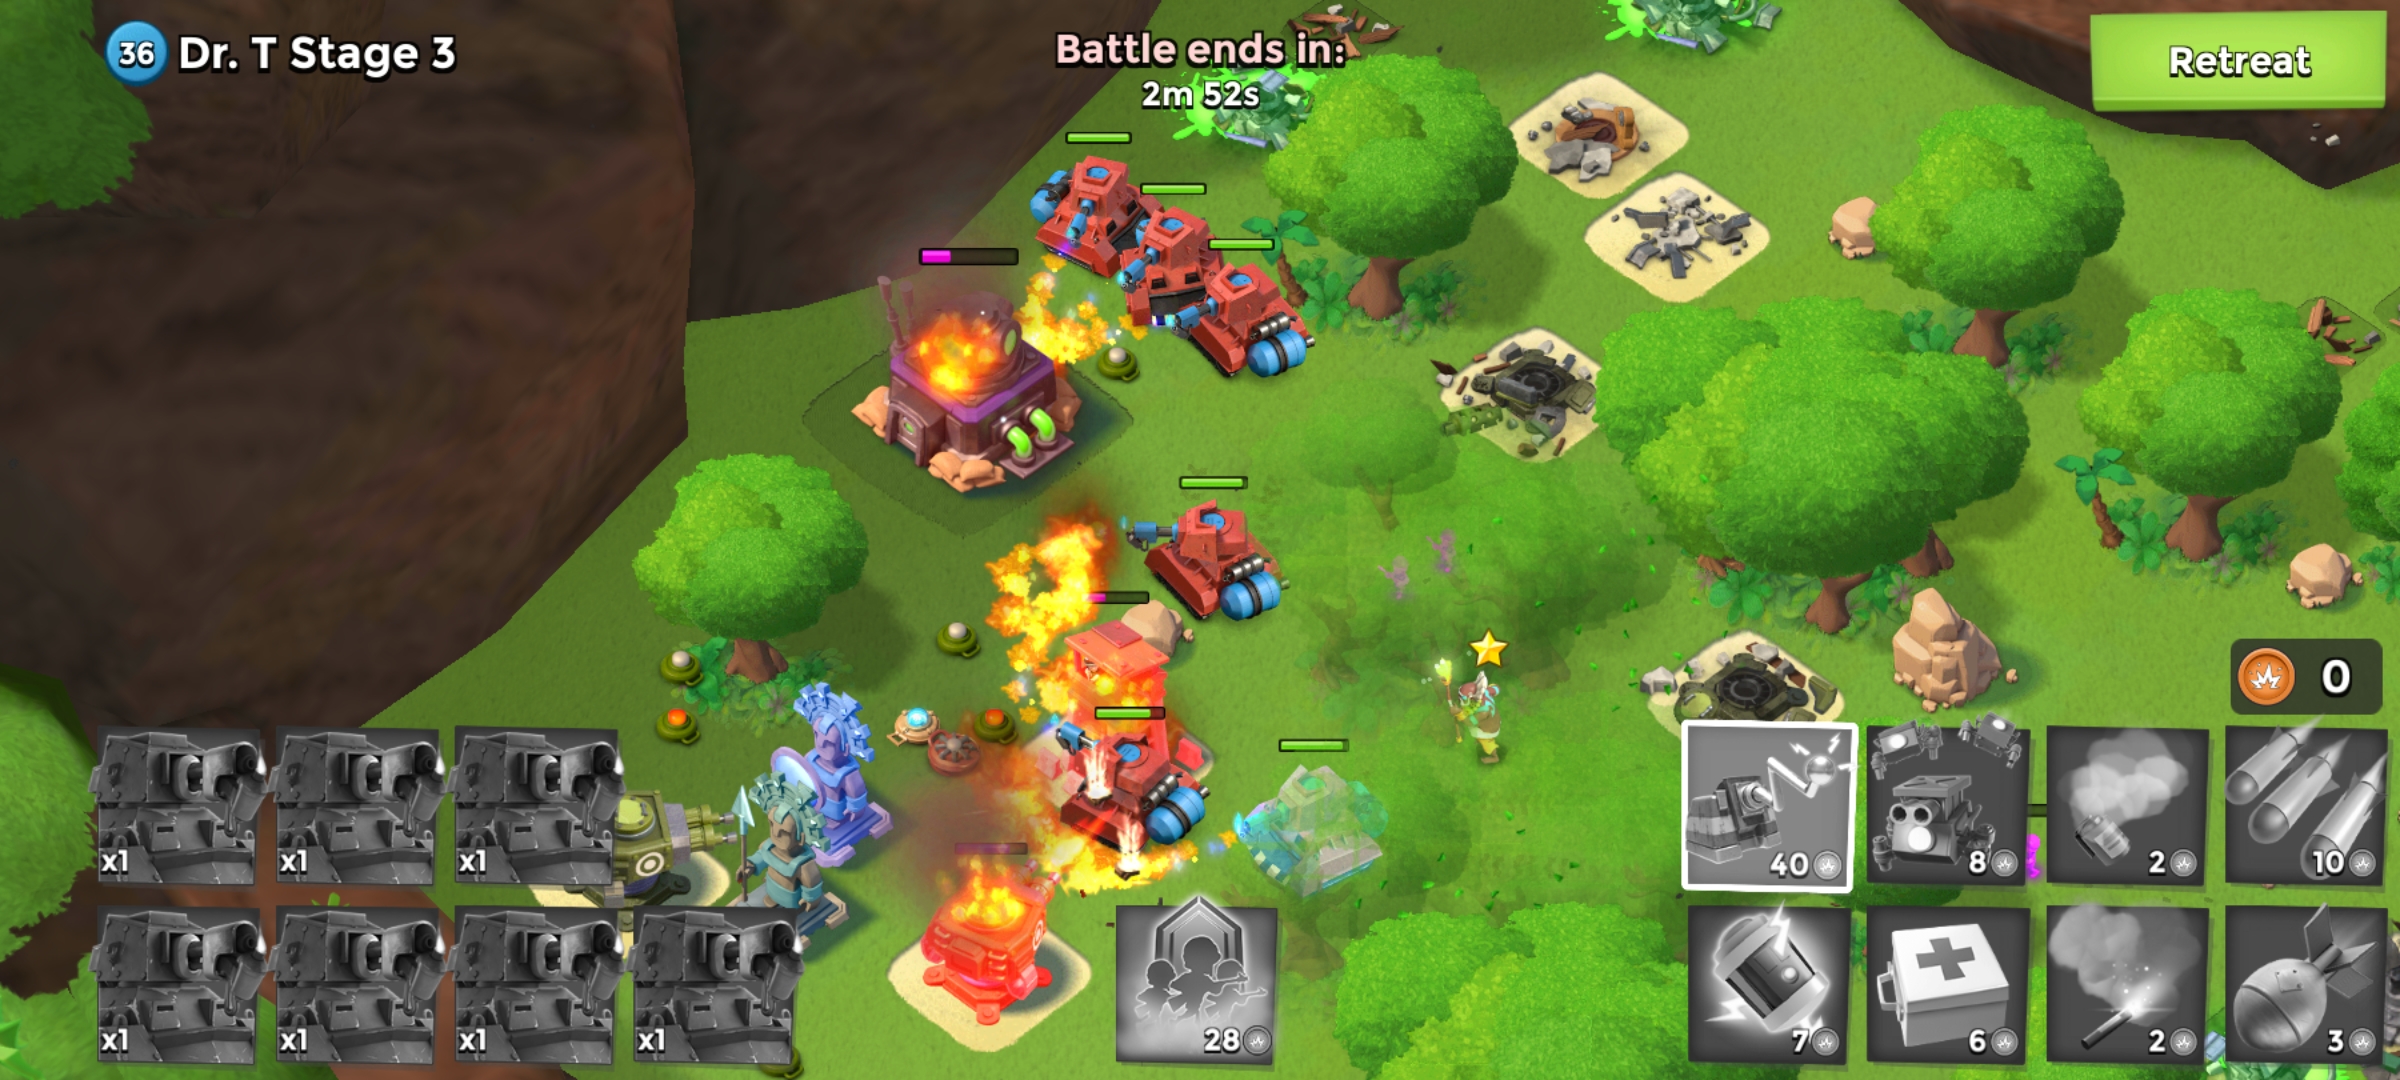 36 Dr. T Stage 3
Battle ends in:
2m 52s
Retreat
0
x1 x1 x1
40 8 2 10
x1 x1 x1 x1
28
7 6 2 3